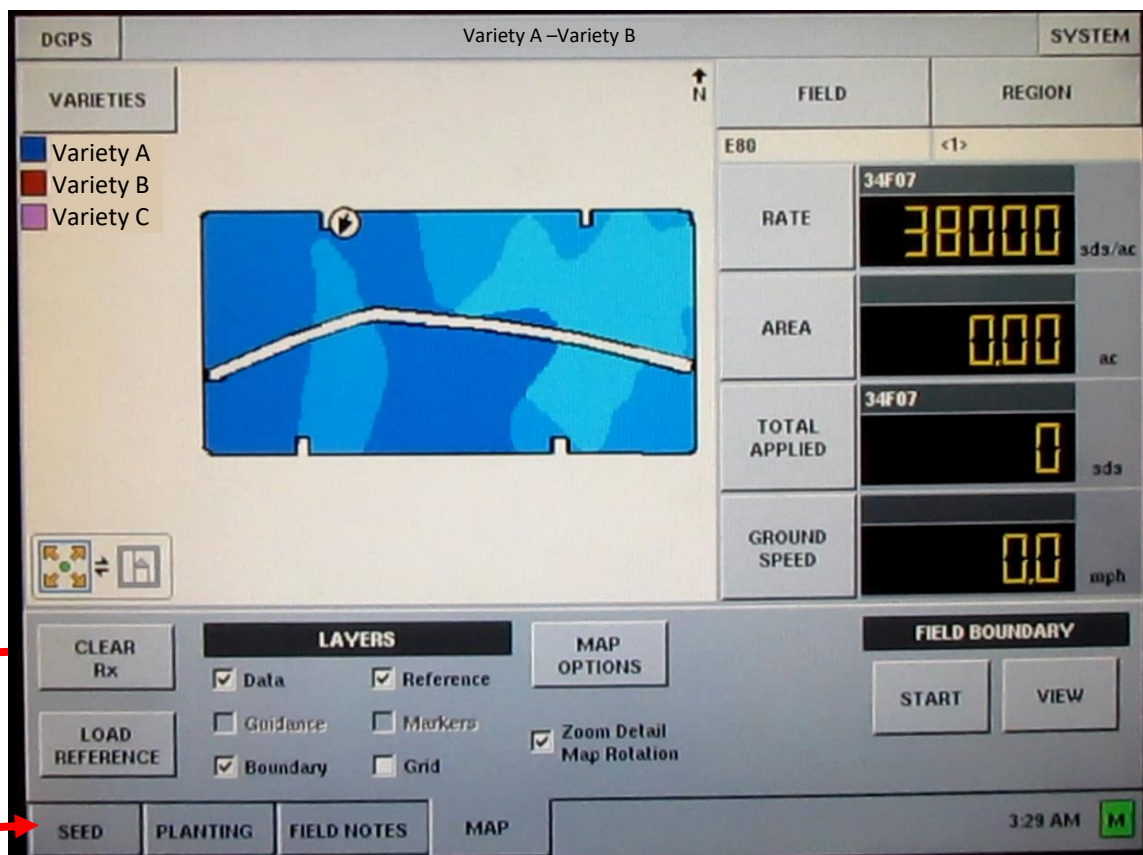 DGPS
Variety A –Variety B
SYSTEM
VARIETIES
N
FIELD
REGION
Variety A
Variety B
Variety C
E80
<1>
RATE
34F07
38000
sds/ac
AREA
0.00
ac
TOTAL
APPLIED
34F07
0
sds
GROUND
SPEED
0.0
mph
CLEAR
Rx
LAYERS
MAP
OPTIONS
FIELD BOUNDARY
Data
Reference
START
VIEW
LOAD
REFERENCE
Guidance
Markers
Zoom Detail
Map Rotation
Boundary
Grid
SEED
PLANTING
FIELD NOTES
MAP
3:29 AM
M